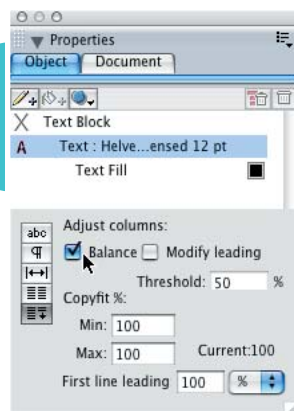 Properties
Object Document
Text Block
A Text : Helve...ensed 12 pt
Text Fill
abc
¶
Adjust columns:
Balance Modify leading
Threshold: 50 %
Copyfit %:
Min: 100
Max: 100 Current:100
First line leading 100 %